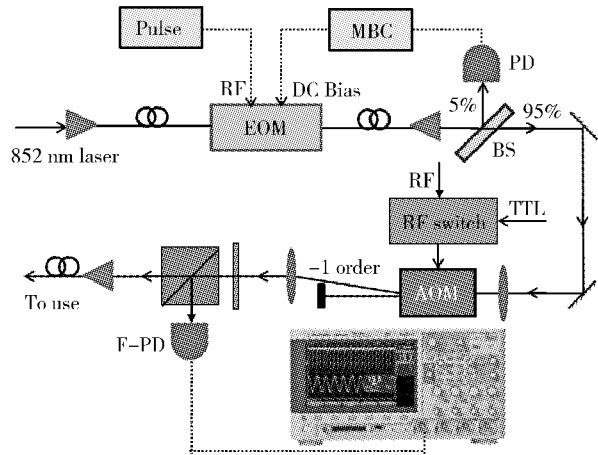 Pulse
MBC
PD
RF
DC Bias
5%
95%
EOM
BS
852 nm laser
RF
RF switch
TTL
-1 order
AOM
To use
F-PD